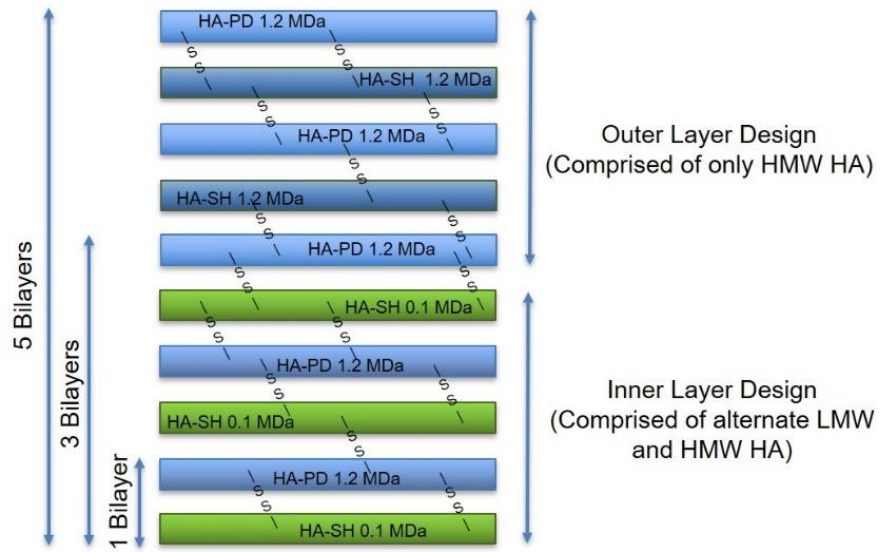 HA-PD 1.2 MDa
S
S
S
S
HA-SH 1.2 MDa
S
S
S
S
HA-PD 1.2 MDa
S
S
HA-SH 1.2 MDa
S
S
S
S
HA-PD 1.2 MDa
S
S
S
S
HA-SH 0.1 MDa
S
S
S
S
HA-PD 1.2 MDa
S
S
S
S
HA-SH 0.1 MDa
S
S
HA-PD 1.2 MDa
S
S
S
S
HA-SH 0.1 MDa
5 Bilayers
3 Bilayers
1 Bilayer
Outer Layer Design
(Comprised of only HMW HA)
Inner Layer Design
(Comprised of alternate LMW
and HMW HA)